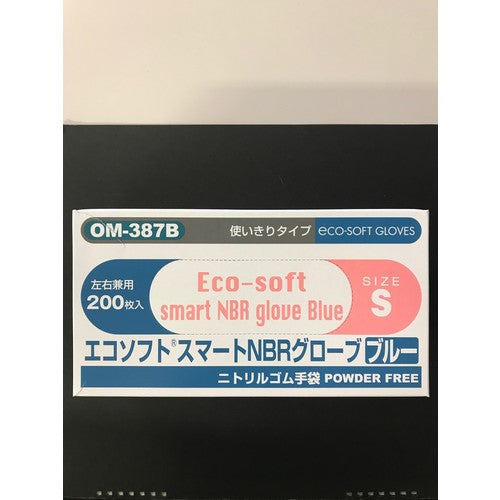 OM-387B 使いきりタイプ eco-SOFT GLOVES
左右兼用
200枚入
Eco-soft
smart NBR glove Blue
SIZE
S
エコソフト®スマートNBRグローブ ブルー
ニトリルゴム手袋 POWDER FREE